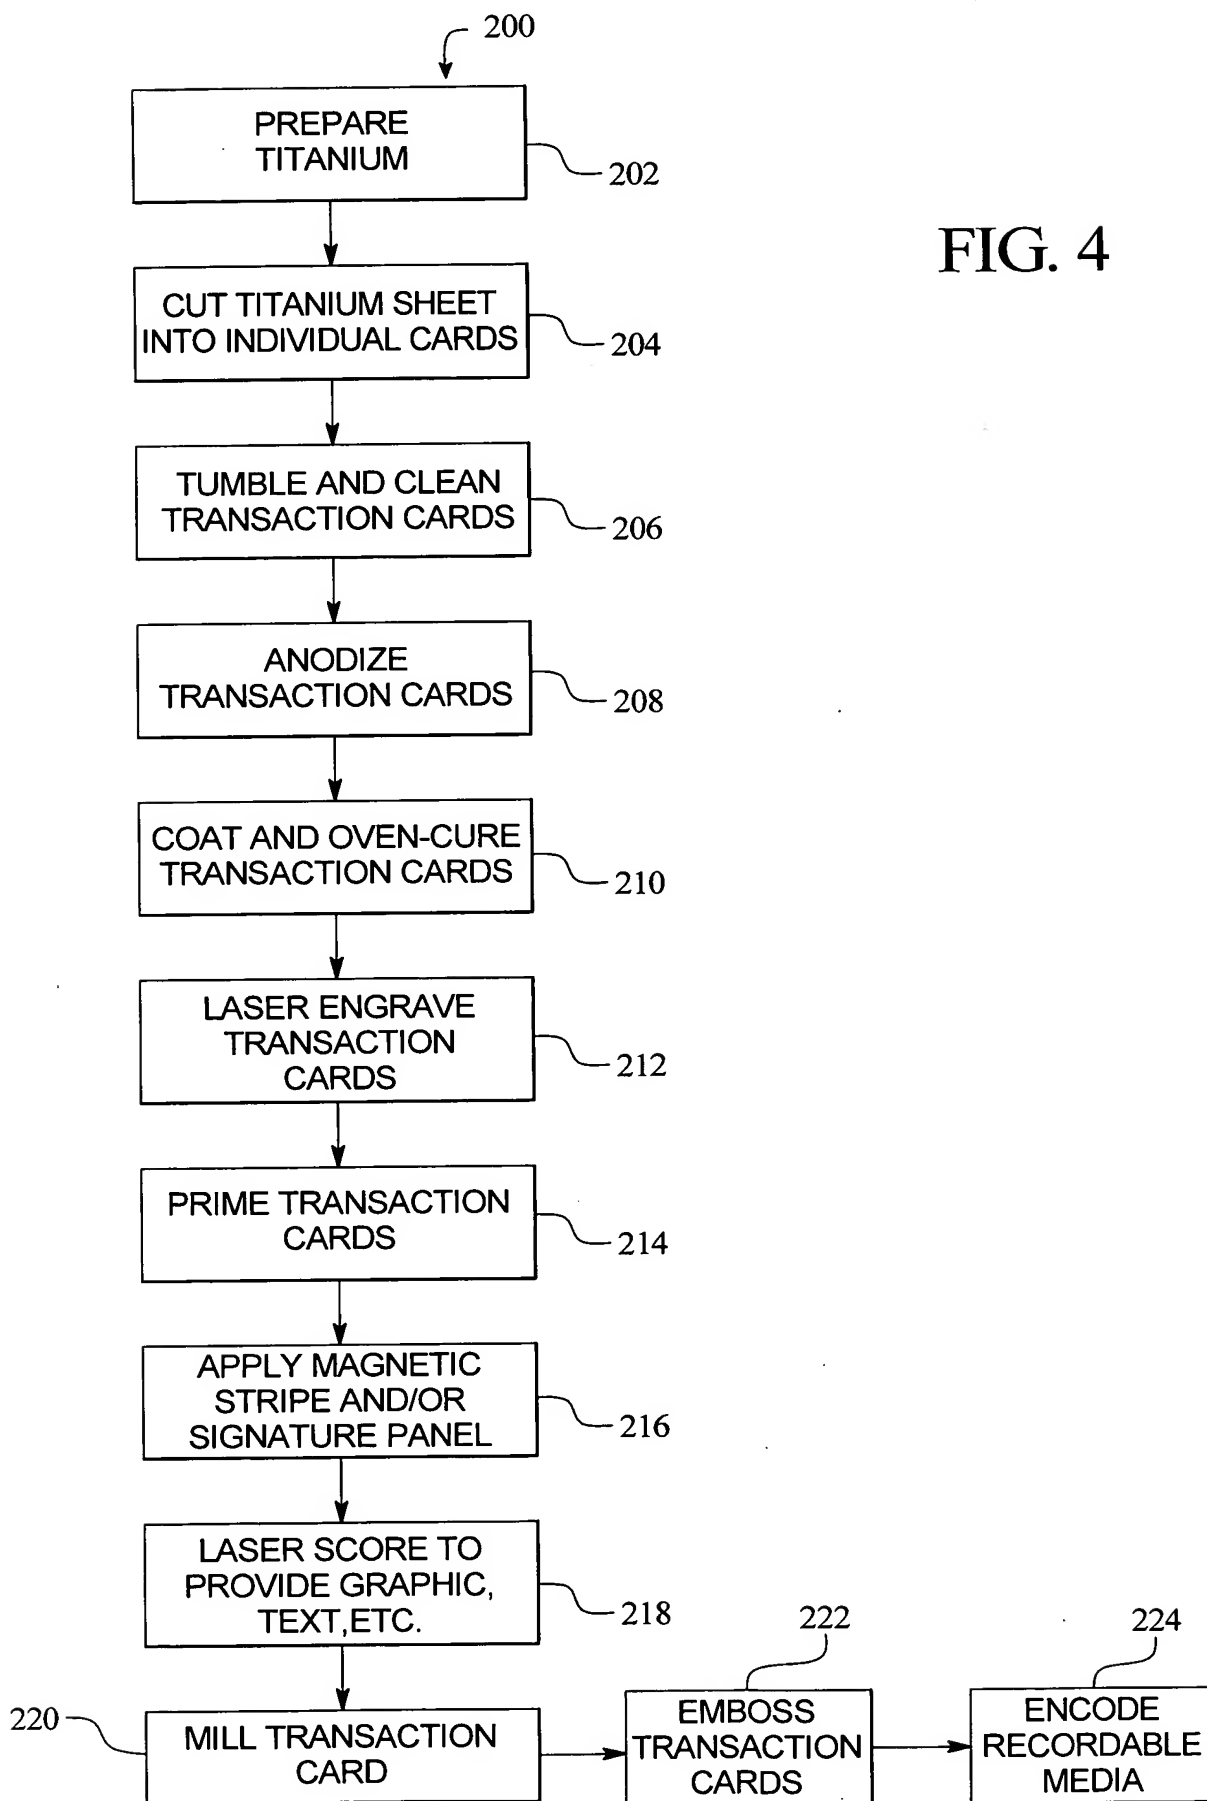 200
PREPARE
TITANIUM
202
FIG. 4
CUT TITANIUM SHEET
INTO INDIVIDUAL CARDS
204
TUMBLE AND CLEAN
TRANSACTION CARDS
206
ANODIZE
TRANSACTION CARDS
208
COAT AND OVEN-CURE
TRANSACTION CARDS
210
LASER ENGRAVE
TRANSACTION
CARDS
212
PRIME TRANSACTION
CARDS
214
APPLY MAGNETIC
STRIPE AND/OR
SIGNATURE PANEL
216
LASER SCORE TO
PROVIDE GRAPHIC,
TEXT,ETC.
218
220
MILL TRANSACTION
CARD
222
EMBOSS
TRANSACTION
CARDS
224
ENCODE
RECORDABLE
MEDIA